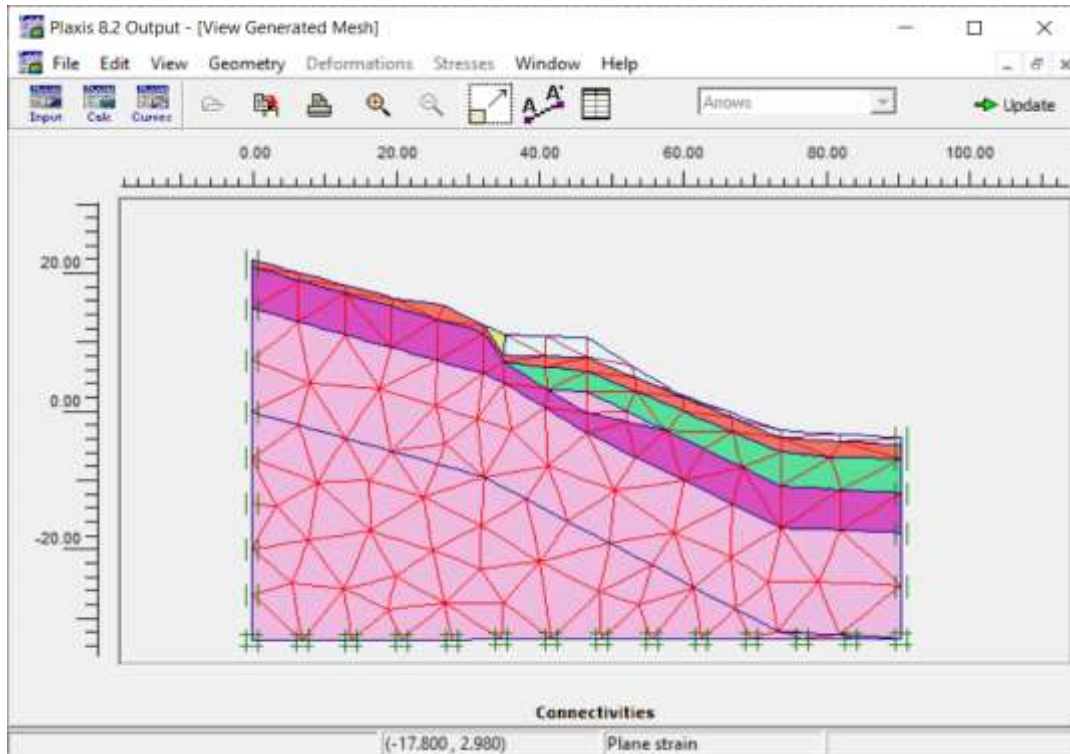 Plaxis 8.2 Output - [View Generated Mesh]
File Edit View Geometry Deformations Stresses Window Help
Input Calc Curves A A' Arrows Update
0.00 20.00 40.00 60.00 80.00 100.00
20.00
0.00
-20.00
Connectivities
(-17.800 , 2.980) Plane strain